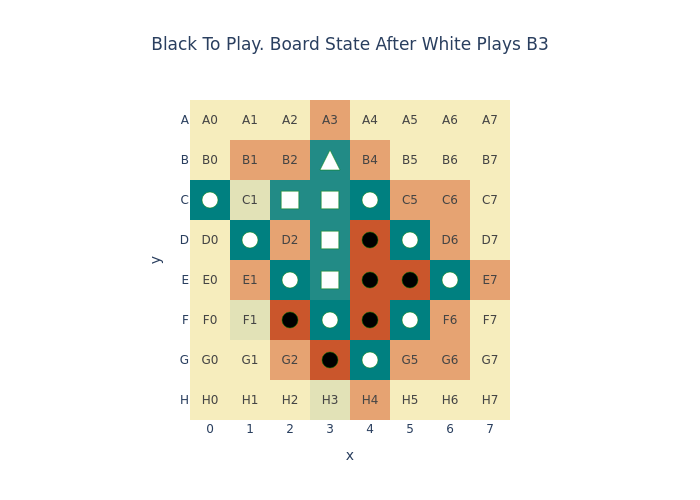 Black To Play. Board State After White Plays B3
A A0 A1 A2 A3 A4 A5 A6 A7
B B0 B1 B2 B4 B5 B6 B7
C C1 C5 C6 C7
D D0 D2 D6 D7
E E0 E1 E7
F F0 F1 F6 F7
G G0 G1 G2 G5 G6 G7
H H0 H1 H2 H3 H4 H5 H6 H7
0 1 2 3 4 5 6 7
x
y